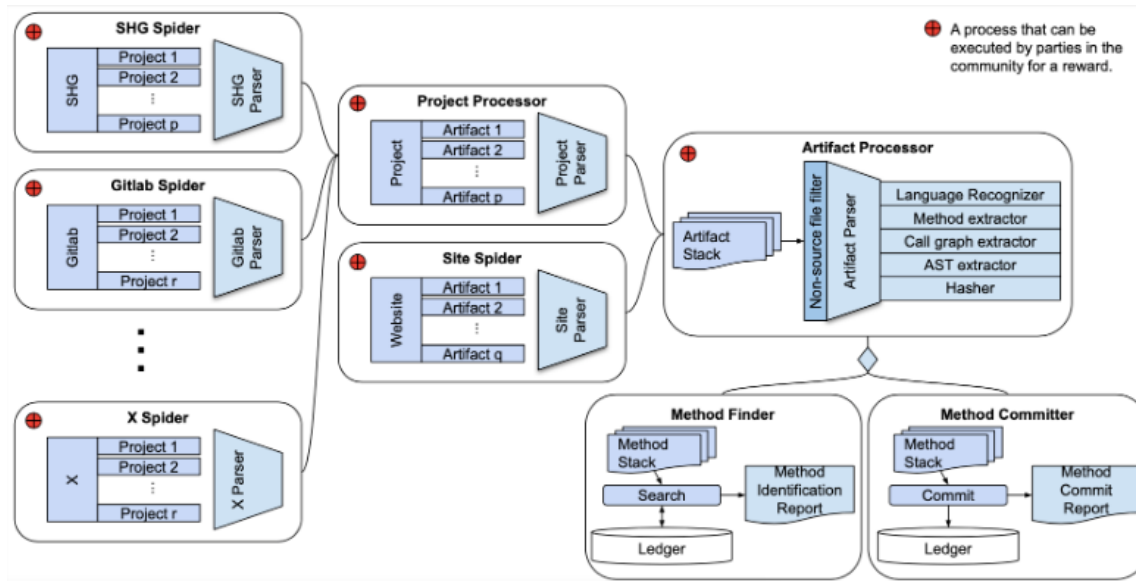 SHG Spider
SHG
Project 1
Project 2
...
Project p
SHG
Parser
Gitlab Spider
Gitlab
Project 1
Project 2
...
Project r
Gitlab
Parser
X Spider
X
Project 1
Project 2
...
Project r
X Parser
Project Processor
Project
Artifact 1
Artifact 2
...
Artifact p
Project
Parser
Site Spider
Website
Artifact 1
Artifact 2
...
Artifact q
Site
Parser
A process that can be
executed by parties in the
community for a reward.
Artifact Processor
Artifact
Stack
Non-source file filter
Artifact Parser
Language Recognizer
Method extractor
Call graph extractor
AST extractor
Hasher
Method Finder
Method
Stack
Search
Ledger
Method
Identification
Report
Method Committer
Method
Stack
Commit
Ledger
Method
Commit
Report